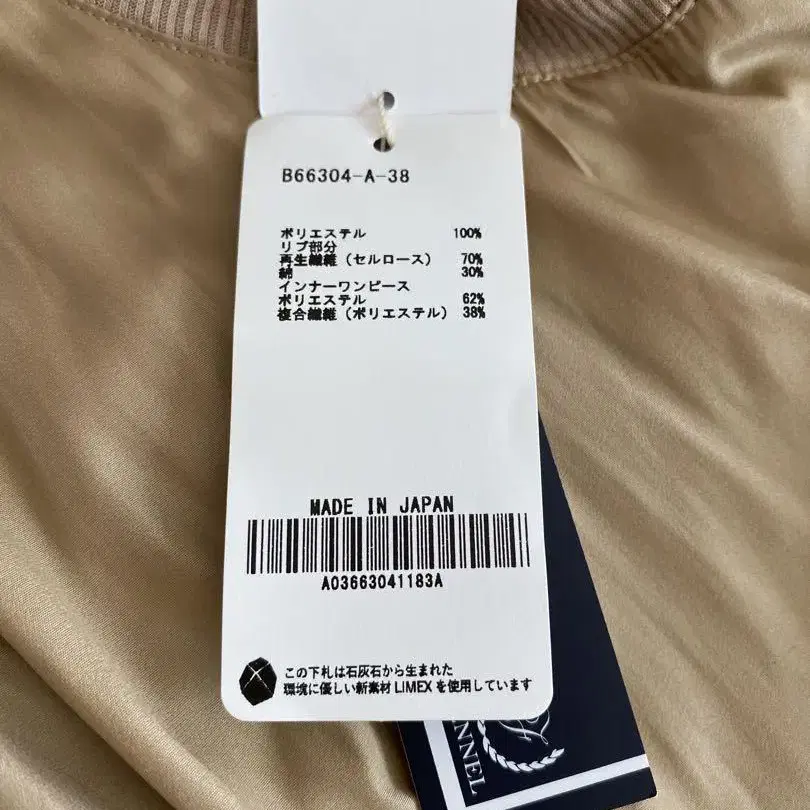 B66304-A-38
ポリエステル 100%
リブ部分
再生繊維(セルロース) 70%
綿 30%
インナーワンピース
ポリエステル 62%
複合繊維(ポリエステル) 38%
MADE IN JAPAN
A03663041183A
この下札は石灰石から生まれた
環境に優しい新素材 LIMEX を使用しています